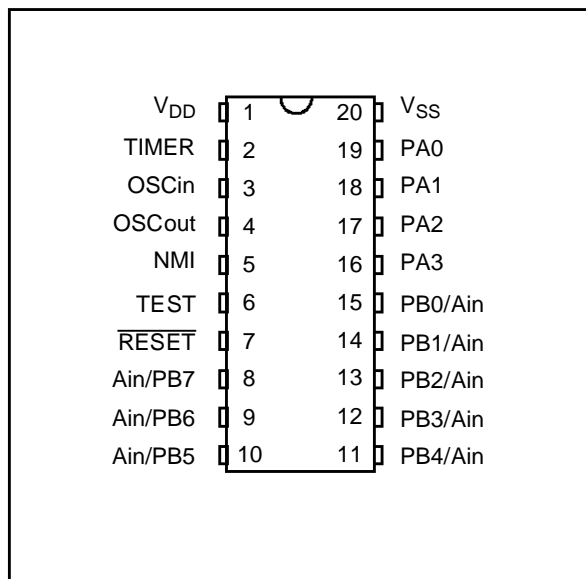 VDD 1 20 VSS
TIMER 2 19 PA0
OSCin 3 18 PA1
OSCout 4 17 PA2
NMI 5 16 PA3
TEST 6 15 PB0/Ain
RESET 7 14 PB1/Ain
Ain/PB7 8 13 PB2/Ain
Ain/PB6 9 12 PB3/Ain
Ain/PB5 10 11 PB4/Ain